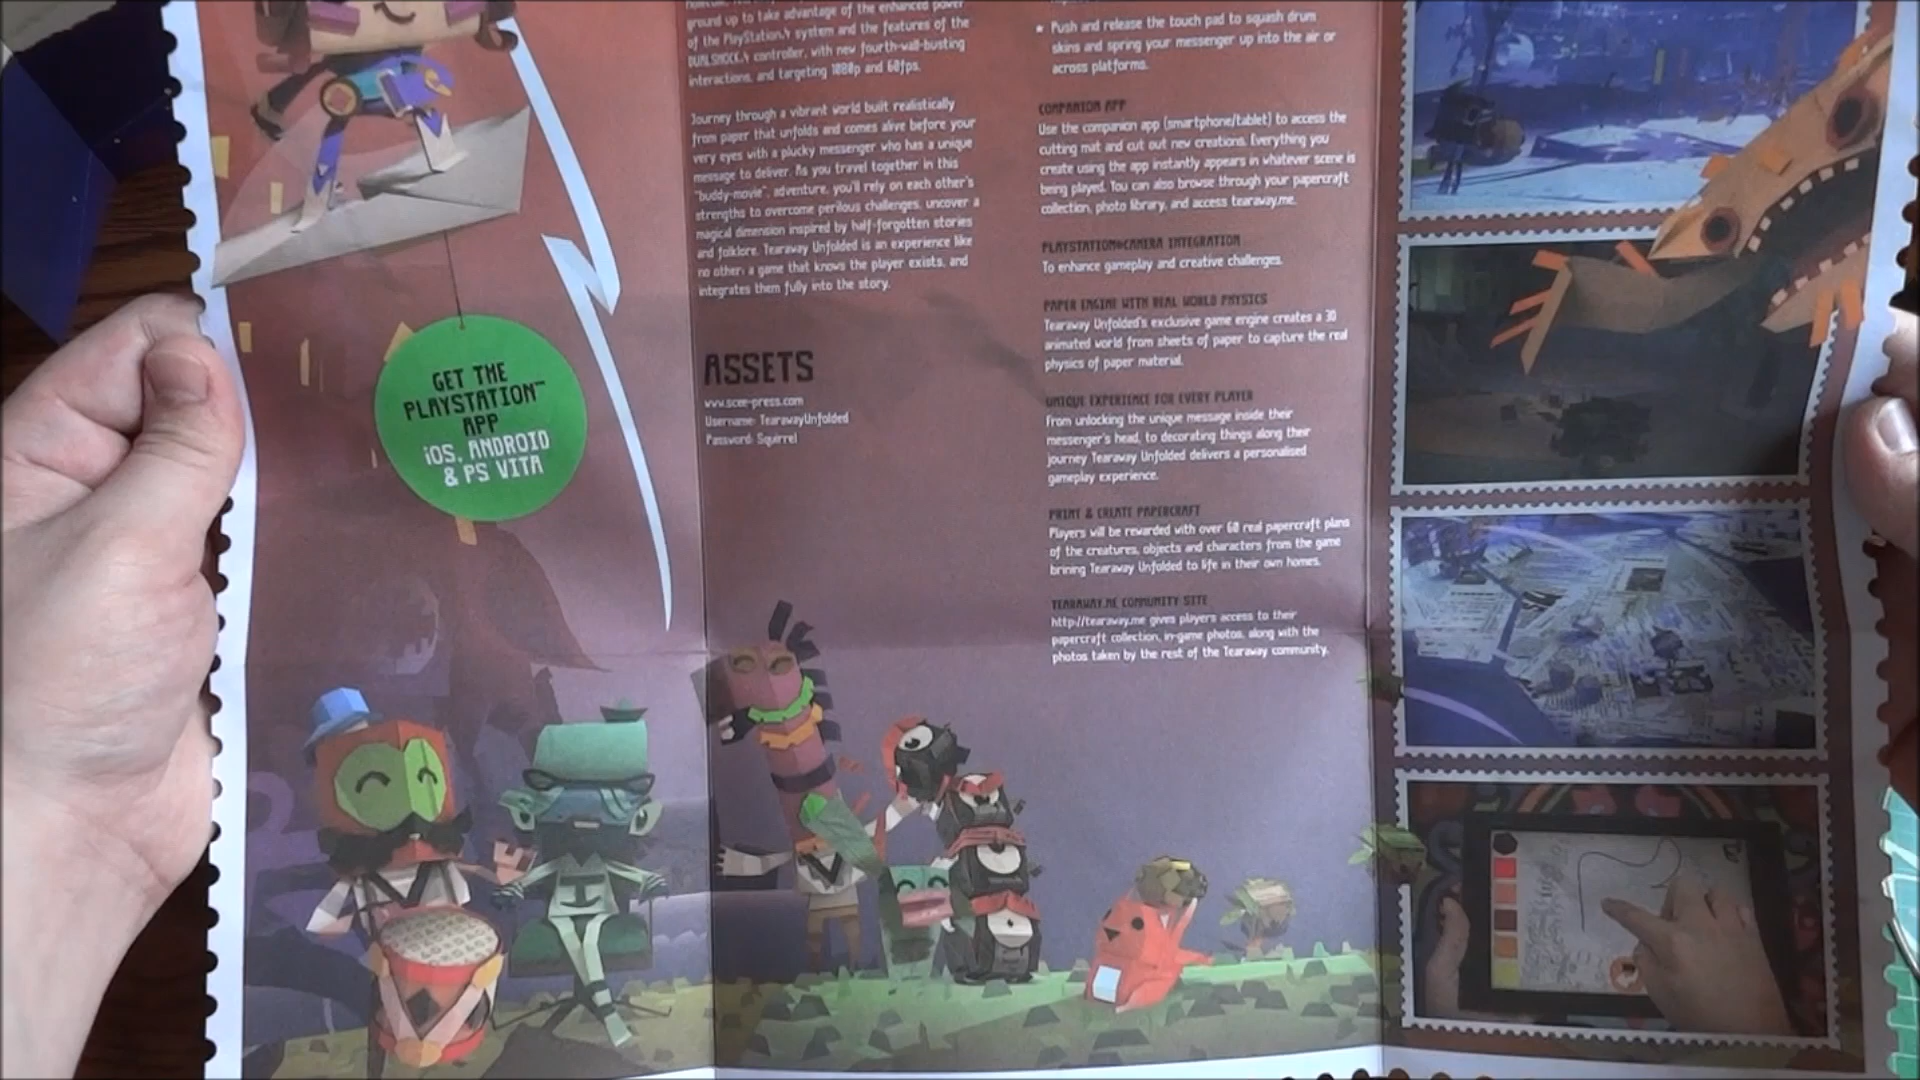 GET THE
PLAYSTATION™
APP
iOS, ANDROID
& PS VITA
ground up to take advantage of the enhanced power
of the PlayStation®4 system and the features of the
DUALSHOCK®4 controller, with new fourth-wall-busting
interactions, and targeting 1080p and 60fps.
Journey through a vibrant world built realistically
from paper that unfolds and comes alive before your
very eyes with a plucky messenger who has a unique
message to deliver. As you travel together in this
"buddy-movie", adventure, you'll rely on each other's
strengths to overcome perilous challenges, uncover a
magical dimension inspired by half-forgotten stories
and folklore. Tearaway Unfolded is an experience like
no other: a game that knows the player exists, and
integrates them fully into the story.
ASSETS
www.scee-press.com
Username: TearawayUnfolded
Password: Squirrel
★ Push and release the touch pad to squash drum
skins and spring your messenger up into the air or
across platforms.
COMPANION APP
Use the companion app (smartphone/tablet) to access the
cutting mat and cut out new creations. Everything you
create using the app instantly appears in whatever scene is
being played. You can also browse through your papercraft
collection, photo library, and access tearaway.me.
PLAYSTATION®CAMERA INTEGRATION
To enhance gameplay and creative challenges.
PAPER ENGINE WITH REAL WORLD PHYSICS
Tearaway Unfolded's exclusive game engine creates a 3D
animated world from sheets of paper to capture the real
physics of paper material.
UNIQUE EXPERIENCE FOR EVERY PLAYER
From unlocking the unique message inside their
messenger's head, to decorating things along their
journey Tearaway Unfolded delivers a personalised
gameplay experience.
PRINT & CREATE PAPERCRAFT
Players will be rewarded with over 60 real papercraft plans
of the creatures, objects and characters from the game
brining Tearaway Unfolded to life in their own homes.
TEARAWAY.ME COMMUNITY SITE
http://tearaway.me gives players access to their
papercraft collection, in-game photos, along with the
photos taken by the rest of the Tearaway community.